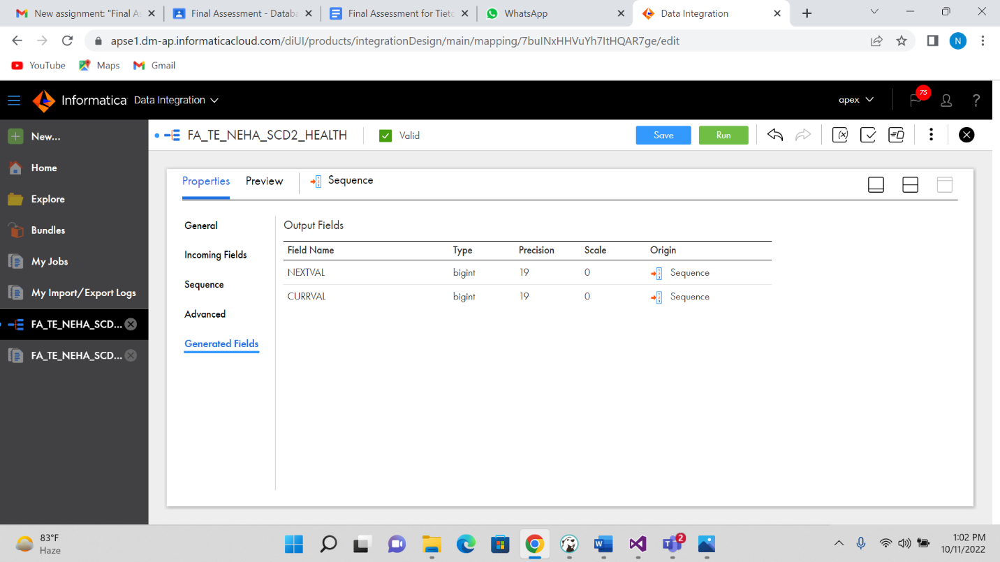 New assignment: "Final As
Final Assessment - Databa
Final Assessment for Tieto
WhatsApp
Data Integration
apse1.dm-ap.informaticacloud.com/diUI/products/integrationDesign/main/mapping/7buINxHHVuYh7ItHQAR7ge/edit
N
YouTube
Maps
Gmail
Informatica Data Integration
apex
75
?
New...
FA_TE_NEHA_SCD2_HEALTH
Valid
Save
Run
Home
Explore
Bundles
My Jobs
My Import/Export Logs
FA_TE_NEHA_SCD...
FA_TE_NEHA_SCD...
Properties
Preview
Sequence
General
Incoming Fields
Sequence
Advanced
Generated Fields
Output Fields
Field Name Type Precision Scale Origin
NEXTVAL bigint 19 0 Sequence
CURRVAL bigint 19 0 Sequence
83°F
Haze
2
1:02 PM
10/11/2022